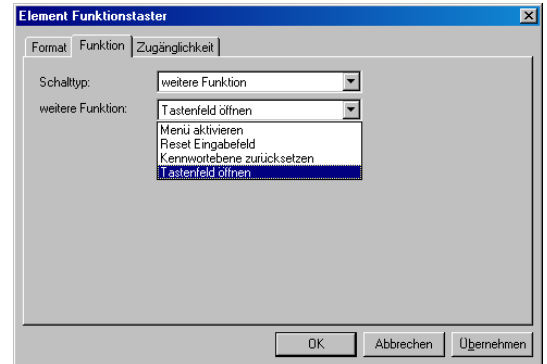 Element Funktionstaster
Format Funktion Zugänglichkeit
Schalttyp: weitere Funktion
weitere Funktion: Tastenfeld öffnen
Menü aktivieren
Reset Eingabefeld
Kennwortebene zurücksetzen
Tastenfeld öffnen
OK Abbrechen Übernehmen